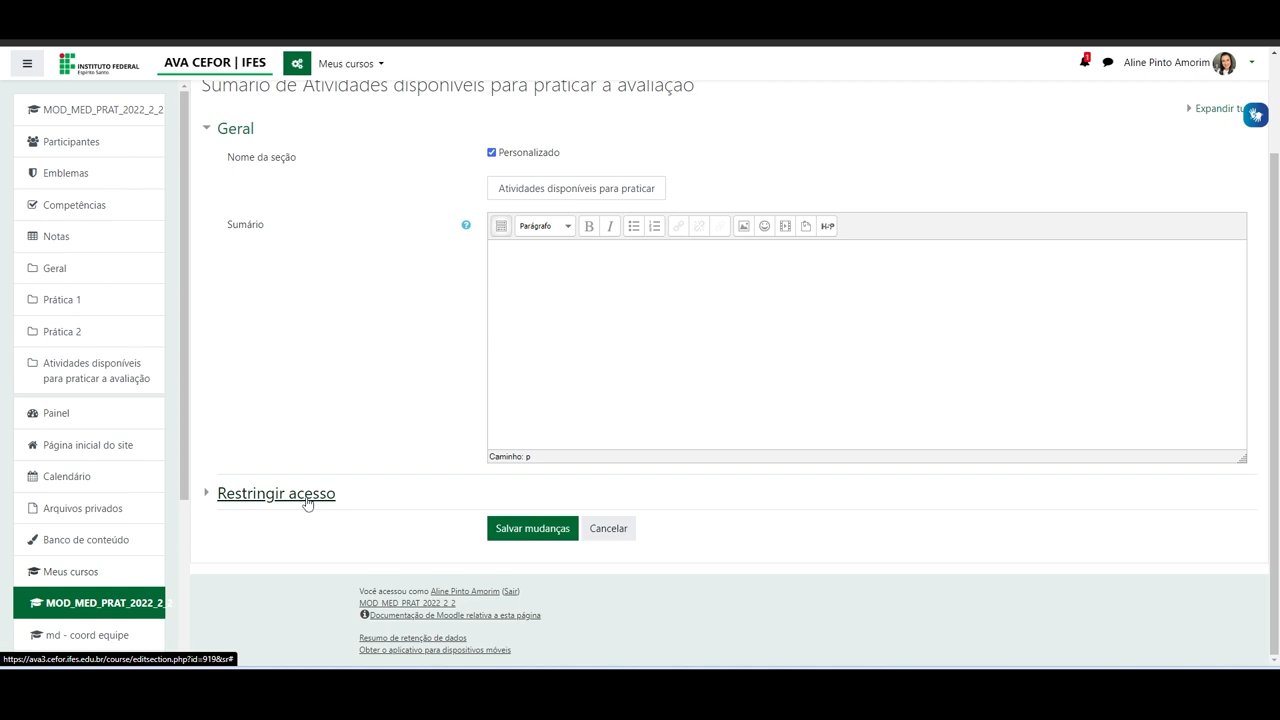 INSTITUTO FEDERAL
Espírito Santo
AVA CEFOR | IFES
Meus cursos
1
Aline Pinto Amorim
Sumário de Atividades disponíveis para praticar a avaliação
Expandir tu
MOD_MED_PRAT_2022_2_2
Participantes
Emblemas
Competências
Notas
Geral
Prática 1
Prática 2
Atividades disponíveis
para praticar a avaliação
Painel
Página inicial do site
Calendário
Arquivos privados
Banco de conteúdo
Meus cursos
MOD_MED_PRAT_2022_2_2
md - coord equipe
Geral
Nome da seção
Personalizado
Atividades disponíveis para praticar
Sumário
Parágrafo
B I
H-P
Caminho: p
Restringir acesso
Salvar mudanças
Cancelar
Você acessou como Aline Pinto Amorim (Sair)
MOD_MED_PRAT_2022_2_2
Documentação de Moodle relativa a esta página
Resumo de retenção de dados
Obter o aplicativo para dispositivos móveis
https://ava3.cefor.ifes.edu.br/course/editsection.php?id=919&sr#